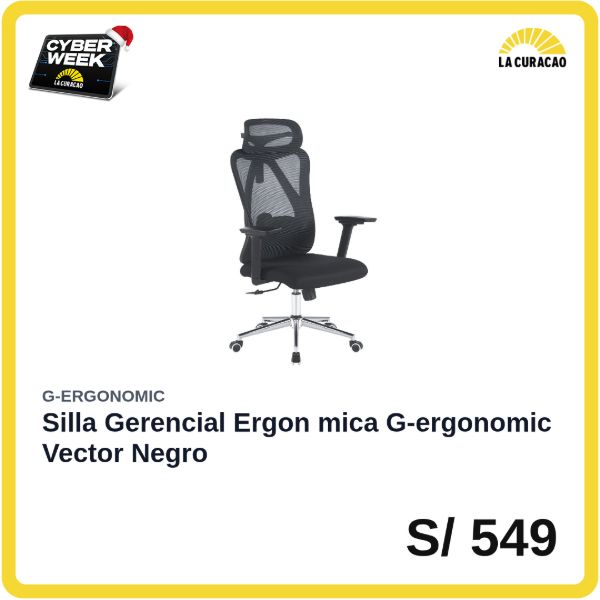 CYBER
WEEK
LA CURACAO
LA CURACAO
G-ERGONOMIC
Silla Gerencial Ergon mica G-ergonomic
Vector Negro
S/ 549